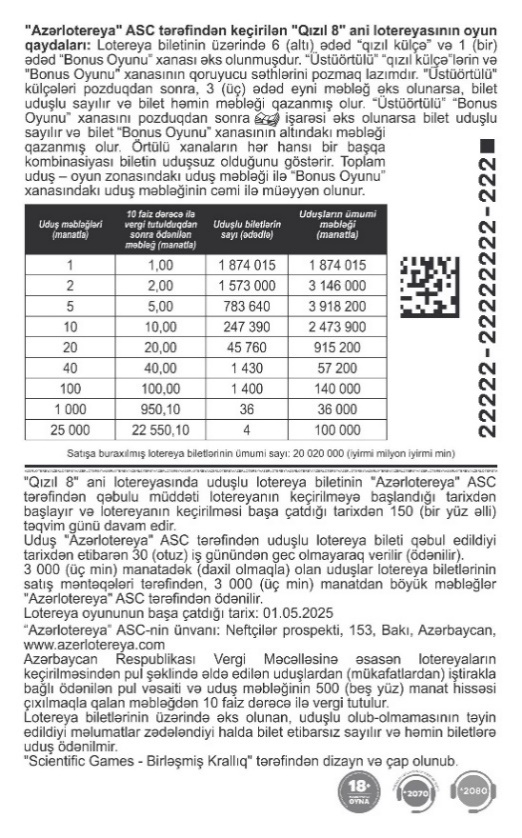 "Azərlotereya" ASC tərəfindən keçirilən "Qızıl 8" ani lotereyasının oyun
qaydaları: Lotereya biletinin üzərində 6 (altı) ədəd "qızıl külçə" və 1 (bir)
ədəd "Bonus Oyunu" xanası əks olunmuşdur. "Üstüörtülü" "qızıl külçə"lərin və
"Bonus Oyunu" xanasının qoruyucu səthlərini pozmaq lazımdır. "Üstüörtülü"
külçələri pozduqdan sonra, 3 (üç) ədəd eyni məbləğ əks olunarsa, bilet
uduşlu sayılır və bilet həmin məbləği qazanmış olur. "Üstüörtülü" "Bonus
Oyunu" xanasını pozduqdan sonra işarəsi əks olunarsa bilet uduşlu
sayılır və bilet "Bonus Oyunu" xanasının altındakı məbləği
qazanmış olur. Örtülü xanaların hər hansı bir başqa
kombinasiyası biletin uduşsuz olduğunu göstərir. Toplam
uduş – oyun zonasındakı uduş məbləği ilə "Bonus Oyunu"
xanasındakı uduş məbləğinin cəmi ilə müəyyən olunur.
Uduş məbləğləri (manatla) 10 faiz dərəcə ilə vergi tutulduqdan sonra ödənilən məbləğ (manatla) Uduşlu biletlərin sayı (ədədlə) Uduşların ümumi məbləği (manatla)
1 1,00 1 874 015 1 874 015
2 2,00 1 573 000 3 146 000
5 5,00 783 640 3 918 200
10 10,00 247 390 2 473 900
20 20,00 45 760 915 200
40 40,00 1 430 57 200
100 100,00 1 400 140 000
1 000 950,10 36 36 000
25 000 22 550,10 4 100 000
22222-22222222-222
Satışa buraxılmış lotereya biletlərinin ümumi sayı: 20 020 000 (iyirmi milyon iyirmi min)
"Qızıl 8" ani lotereyasında uduşlu lotereya biletinin "Azərlotereya" ASC
tərəfindən qəbulu müddəti lotereyanın keçirilməyə başlandığı tarixdən
başlayır və lotereyanın keçirilməsi başa çatdığı tarixdən 150 (bir yüz əlli)
təqvim günü davam edir.
Uduş "Azərlotereya" ASC tərəfindən uduşlu lotereya bileti qəbul edildiyi
tarixdən etibarən 30 (otuz) iş günündən gec olmayaraq verilir (ödənilir).
3 000 (üç min) manatadək (daxil olmaqla) olan uduşlar lotereya biletlərinin
satış məntəqələri tərəfindən, 3 000 (üç min) manatdan böyük məbləğlər
"Azərlotereya" ASC tərəfindən ödənilir.
Lotereya oyununun başa çatdığı tarix: 01.05.2025
"Azərlotereya" ASC-nin ünvanı: Neftçilər prospekti, 153, Bakı, Azərbaycan,
www.azerlotereya.com
Azərbaycan Respublikası Vergi Məcəlləsinə əsasən lotereyaların
keçirilməsindən pul şəklində əldə edilən uduşlardan (mükafatlardan) iştirakla
bağlı ödənilən pul vəsaiti və uduş məbləğinin 500 (beş yüz) manat hissəsi
çıxılmaqla qalan məbləğdən 10 faiz dərəcə ilə vergi tutulur.
Lotereya biletlərinin üzərində əks olunan, uduşlu olub-olmamasının təyin
edildiyi məlumatlar zədələndiyi halda bilet etibarsız sayılır və həmin biletlərə
uduş ödənilmir.
"Scientific Games - Birləşmiş Krallıq" tərəfindən dizayn və çap olunub.
18+ OYNA *2070 *2080